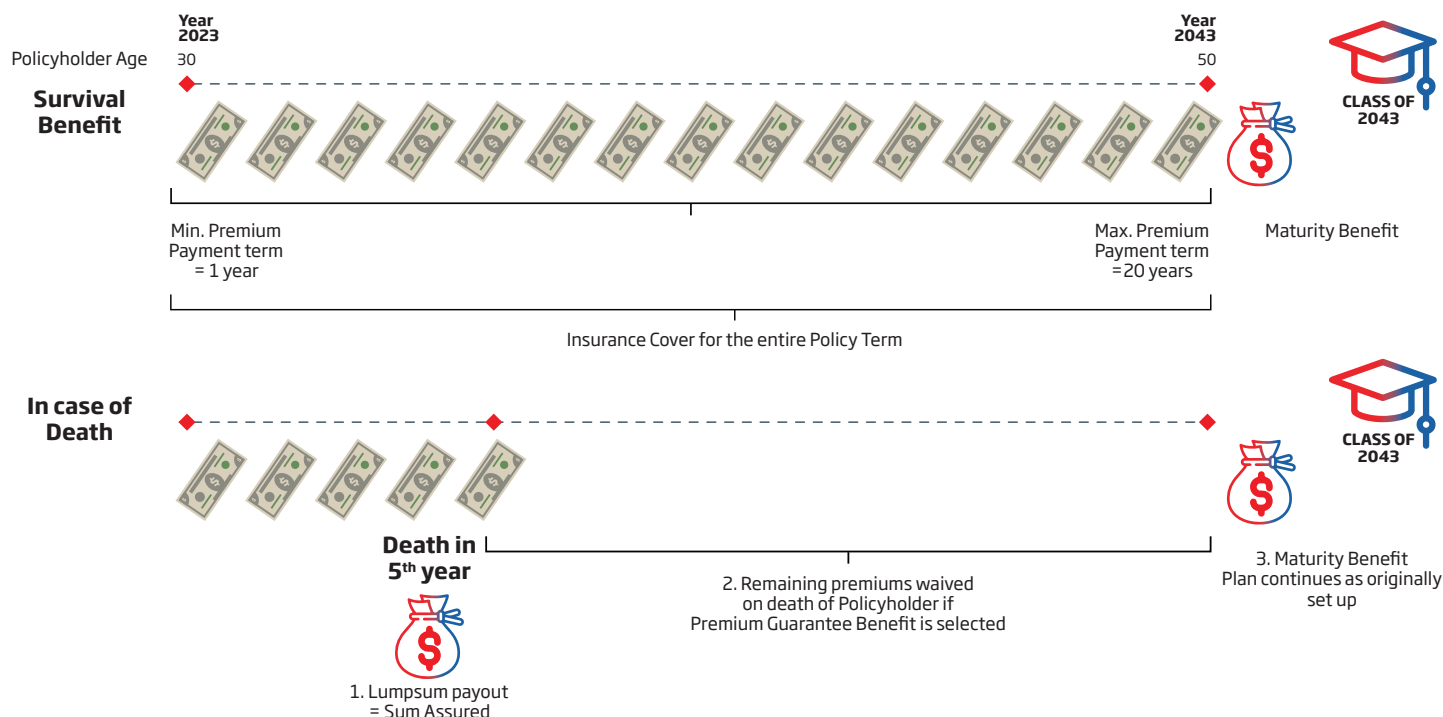 Year
2023
Year
2043
Policyholder Age
30
50
Survival
Benefit
CLASS OF
2043
$
Min. Premium
Payment term
= 1 year
Max. Premium
Payment term
=20 years
Maturity Benefit
Insurance Cover for the entire Policy Term
In case of
Death
CLASS OF
2043
$
Death in
5th year
$
1. Lumpsum payout
= Sum Assured
2. Remaining premiums waived
on death of Policyholder if
Premium Guarantee Benefit is selected
3. Maturity Benefit
Plan continues as originally
set up